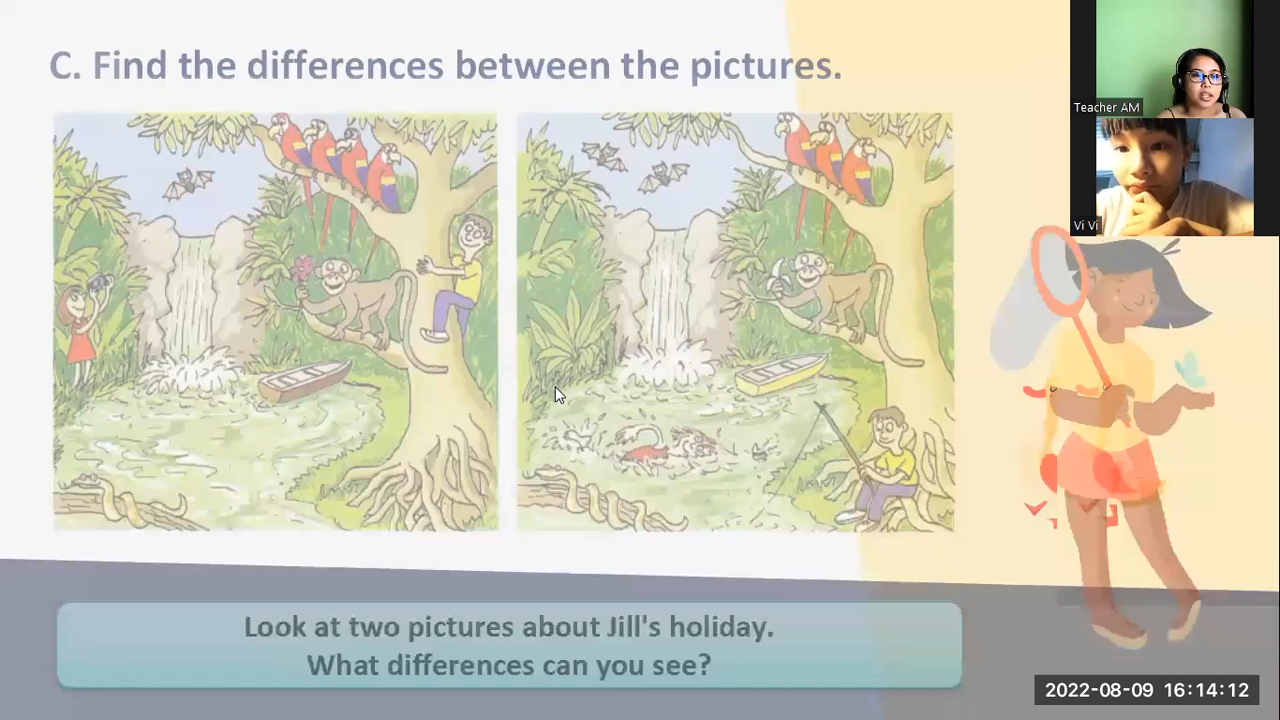 C. Find the differences between the pictures.
Teacher AM
Vi Vi
Look at two pictures about Jill's holiday.
What differences can you see?
2022-08-09 16:14:12